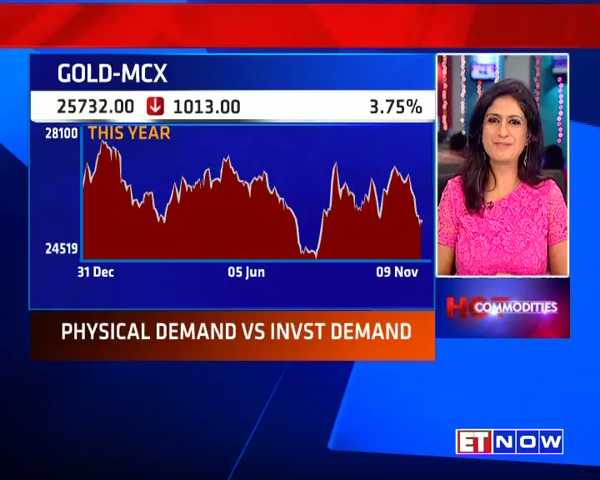 GOLD-MCX
25732.00 1013.00 3.75%
28100 THIS YEAR
24519
31 Dec 05 Jun 09 Nov
HOT COMMODITIES
PHYSICAL DEMAND VS INVST DEMAND
ET NOW